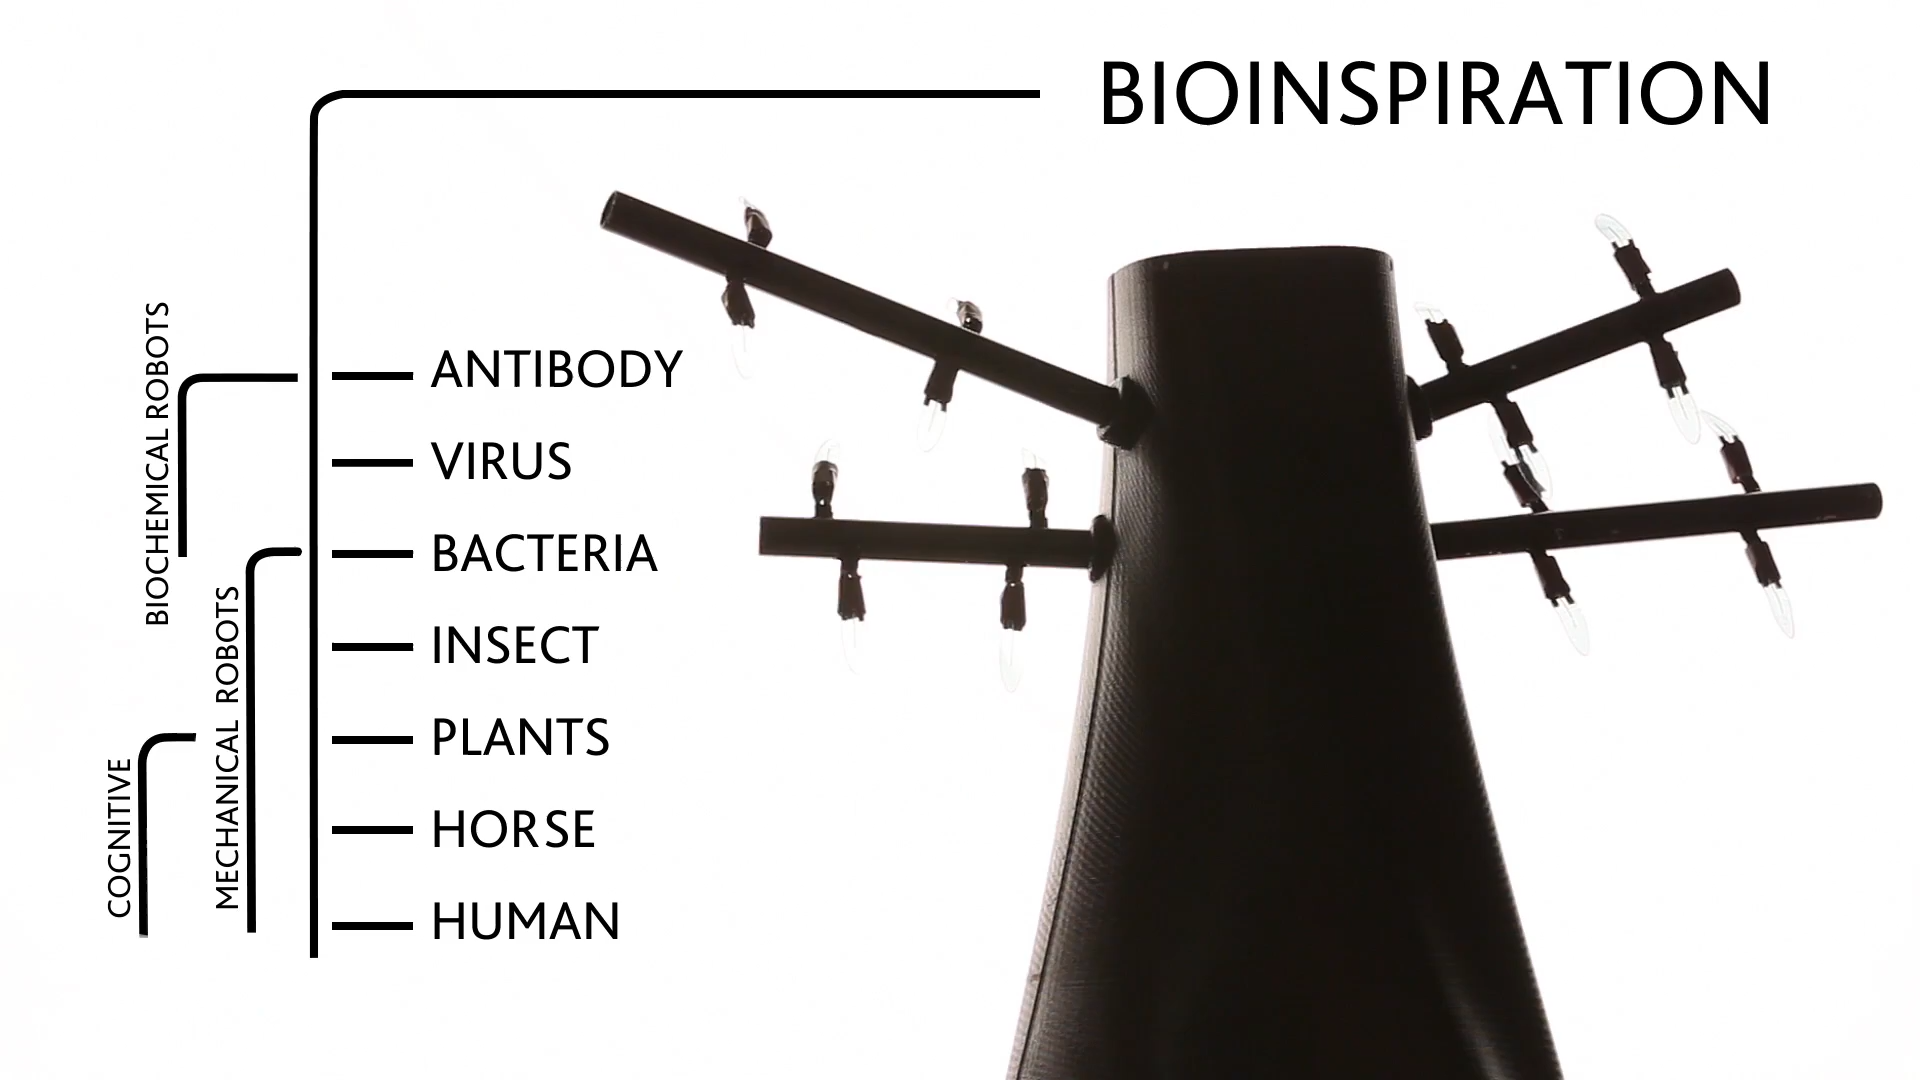 BIOINSPIRATION
BIOCHEMICAL ROBOTS
MECHANICAL ROBOTS
COGNITIVE
ANTIBODY
VIRUS
BACTERIA
INSECT
PLANTS
HORSE
HUMAN